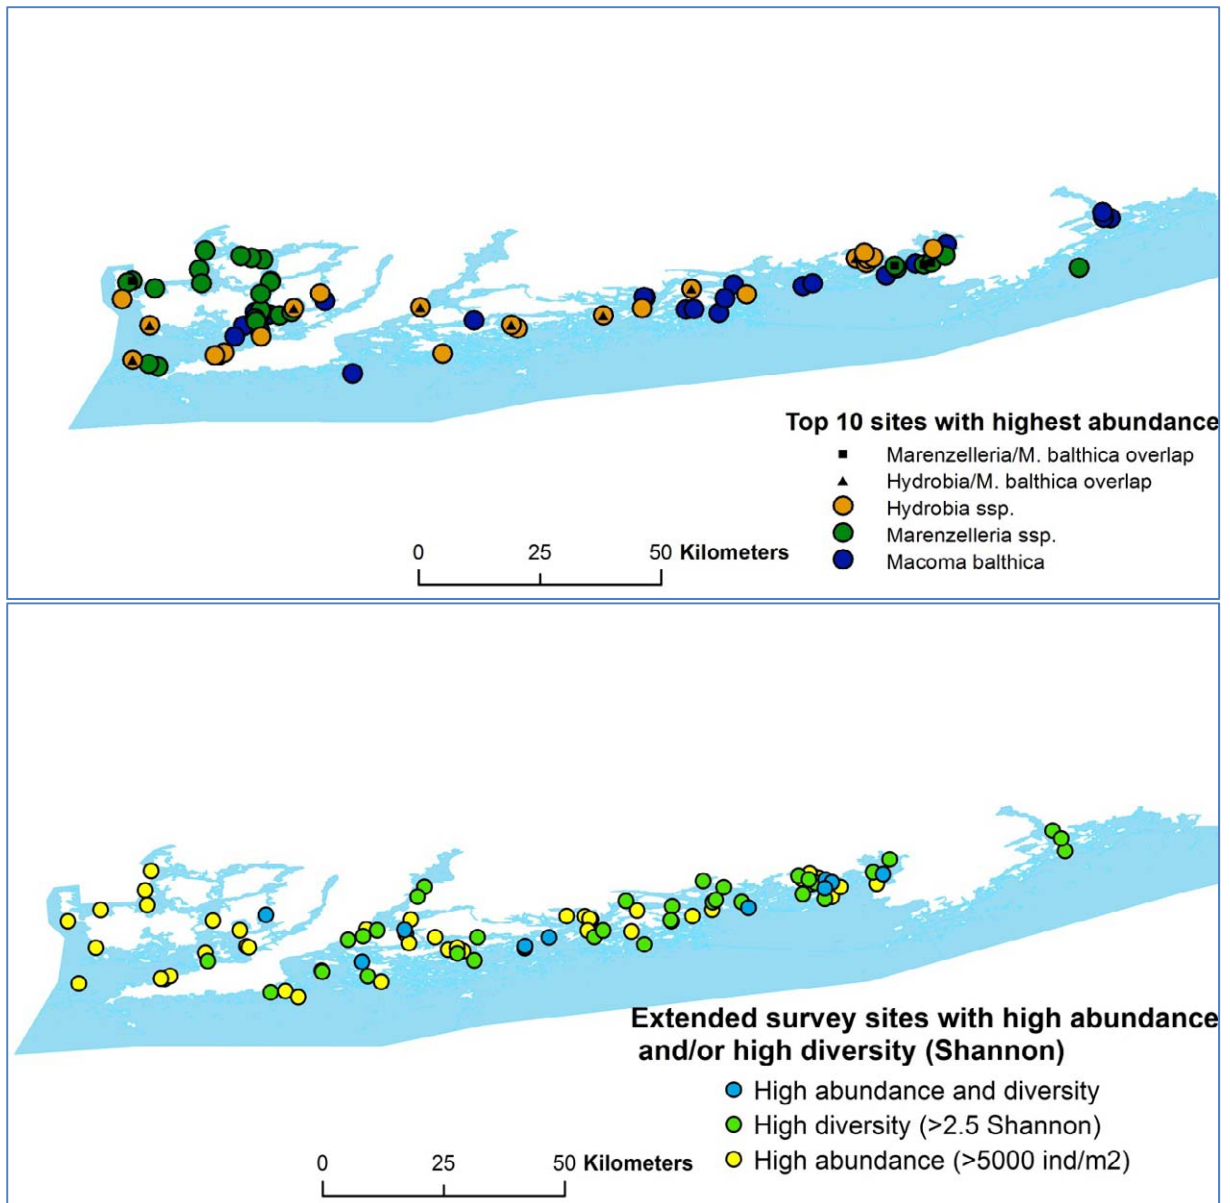 Top 10 sites with highest abundance
Marenzelleria/M. balthica overlap
Hydrobia/M. balthica overlap
Hydrobia ssp.
Marenzelleria ssp.
Macoma balthica
0 25 50 Kilometers
Extended survey sites with high abundance
and/or high diversity (Shannon)
High abundance and diversity
High diversity (>2.5 Shannon)
High abundance (>5000 ind/m2)
0 25 50 Kilometers